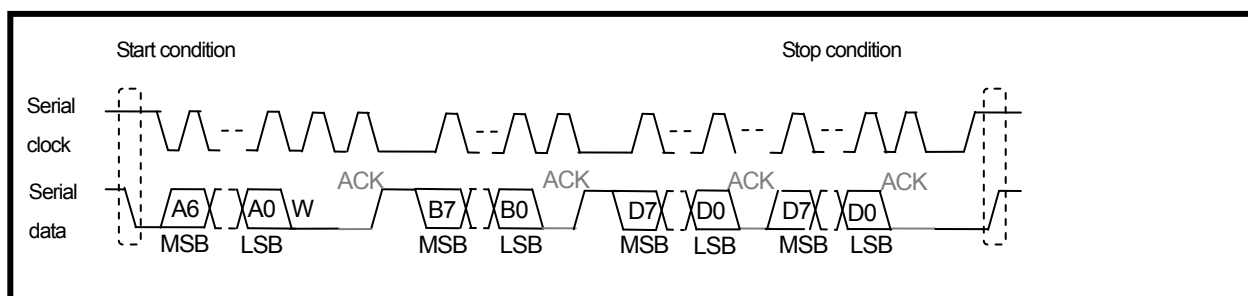 Start condition Stop condition
Serial
clock
Serial ACK ACK ACK ACK
A6 A0 W B7 B0 D7 D0 D7 D0
data
MSB LSB MSB LSB MSB LSB MSB LSB